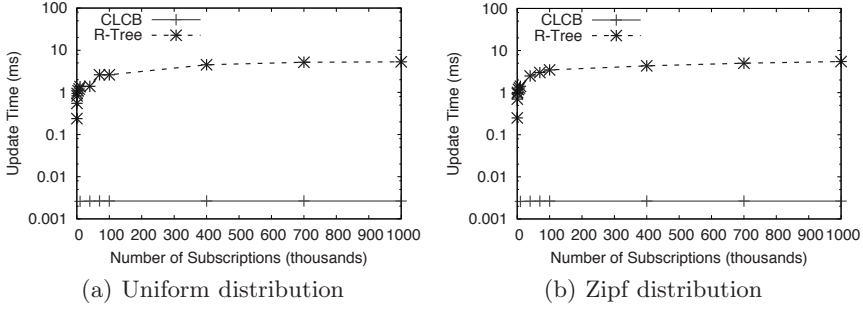 100
10
1
0.1
0.01
0.001
Update Time (ms)
CLCB
R-Tree
0 100 200 300 400 500 600 700 800 900 1000
Number of Subscriptions (thousands)
(a) Uniform distribution
100
10
1
0.1
0.01
0.001
Update Time (ms)
CLCB
R-Tree
0 100 200 300 400 500 600 700 800 900 1000
Number of Subscriptions (thousands)
(b) Zipf distribution